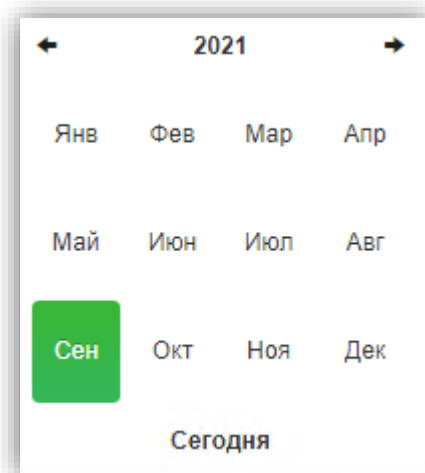 2021
Янв Фев Мар Апр
Май Июн Июл Авг
Сен Окт Ноя Дек
Сегодня